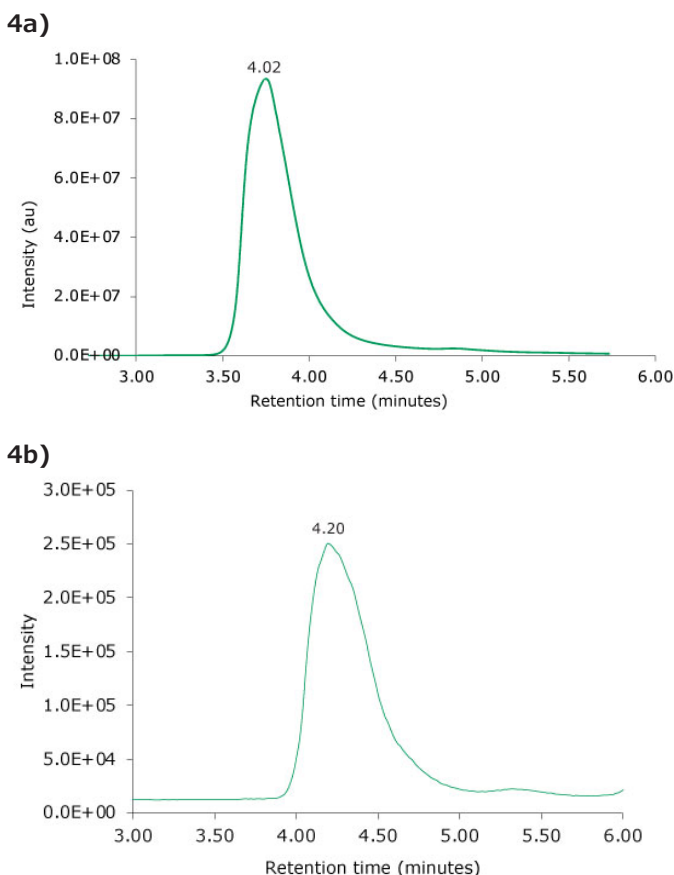 4a)
1.0E+08
4.02
8.0E+07
6.0E+07
4.0E+07
2.0E+07
0.0E+00
Intensity (au)
3.00 3.50 4.00 4.50 5.00 5.50 6.00
Retention time (minutes)
4b)
3.0E+05
4.20
2.5E+05
2.0E+05
1.5E+05
1.0E+05
5.0E+04
0.0E+00
Intensity
3.00 3.50 4.00 4.50 5.00 5.50 6.00
Retention time (minutes)